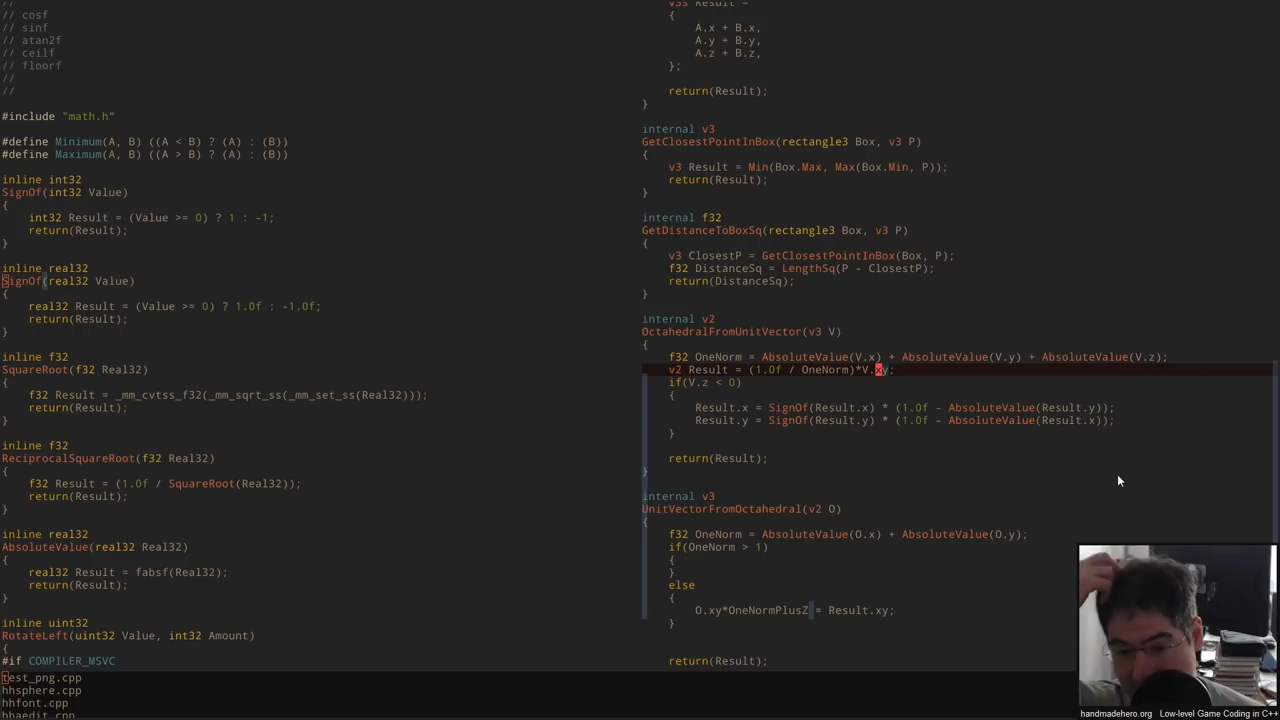 //
// cosf
// sinf
// atan2f
// ceilf
// floorf
//
//
#include "math.h"
#define Minimum(A, B) ((A < B) ? (A) : (B))
#define Maximum(A, B) ((A > B) ? (A) : (B))
inline int32
SignOf(int32 Value)
{
int32 Result = (Value >= 0) ? 1 : -1;
return(Result);
}
inline real32
SignOf(real32 Value)
{
real32 Result = (Value >= 0) ? 1.0f : -1.0f;
return(Result);
}
inline f32
SquareRoot(f32 Real32)
{
f32 Result = _mm_cvtss_f32(_mm_sqrt_ss(_mm_set_ss(Real32)));
return(Result);
}
inline f32
ReciprocalSquareRoot(f32 Real32)
{
f32 Result = (1.0f / SquareRoot(Real32));
return(Result);
}
inline real32
AbsoluteValue(real32 Real32)
{
real32 Result = fabsf(Real32);
return(Result);
}
inline uint32
RotateLeft(uint32 Value, int32 Amount)
{
#if COMPILER_MSVC
test_png.cpp
hhsphere.cpp
hhfont.cpp
hhaedit.cpp
v3s Result =
{
A.x + B.x,
A.y + B.y,
A.z + B.z,
};
return(Result);
}
internal v3
GetClosestPointInBox(rectangle3 Box, v3 P)
{
v3 Result = Min(Box.Max, Max(Box.Min, P));
return(Result);
}
internal f32
GetDistanceToBoxSq(rectangle3 Box, v3 P)
{
v3 ClosestP = GetClosestPointInBox(Box, P);
f32 DistanceSq = LengthSq(P - ClosestP);
return(DistanceSq);
}
internal v2
OctahedralFromUnitVector(v3 V)
{
f32 OneNorm = AbsoluteValue(V.x) + AbsoluteValue(V.y) + AbsoluteValue(V.z);
v2 Result = (1.0f / OneNorm)*V.xy;
if(V.z < 0)
{
Result.x = SignOf(Result.x) * (1.0f - AbsoluteValue(Result.y));
Result.y = SignOf(Result.y) * (1.0f - AbsoluteValue(Result.x));
}
return(Result);
}
internal v3
UnitVectorFromOctahedral(v2 O)
{
f32 OneNorm = AbsoluteValue(O.x) + AbsoluteValue(O.y);
if(OneNorm > 1)
{
}
else
{
O.xy*OneNormPlusZ = Result.xy;
}
return(Result);
handmadehero.org Low-level Game Coding in C++